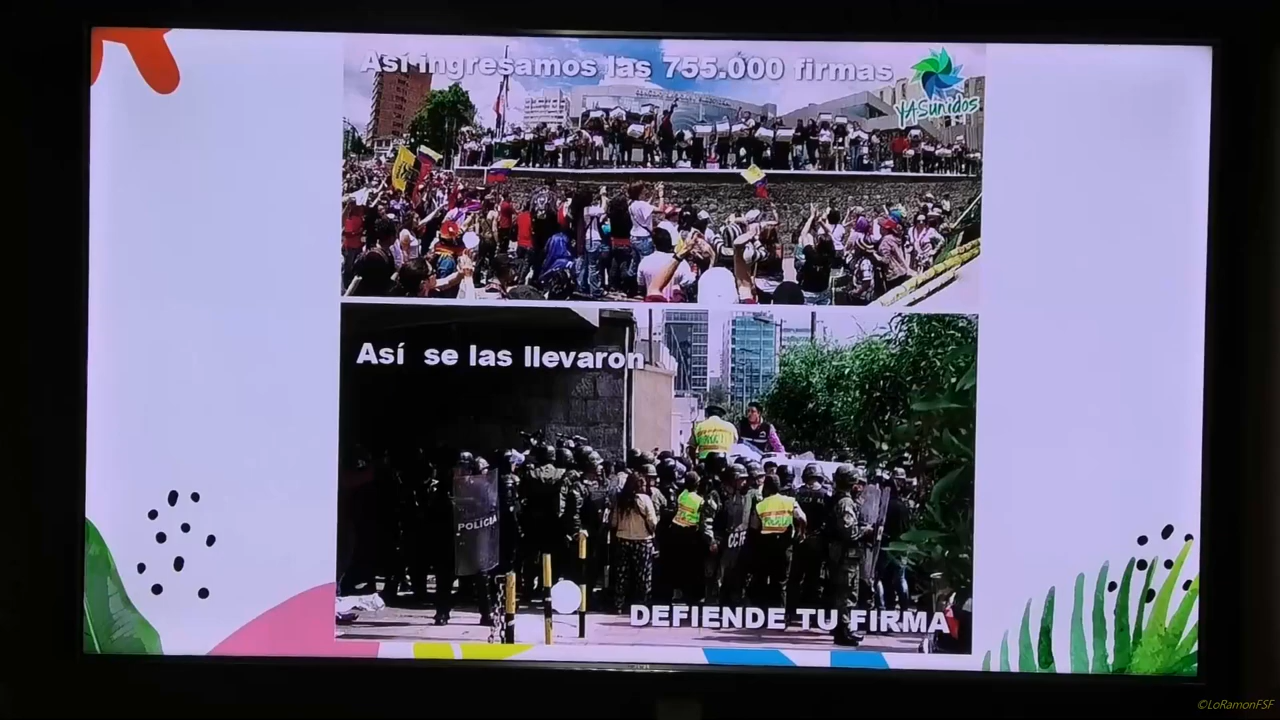 Así ingresamos las 755.000 firmas
YASunidos
Así se las llevaron
POLICIA
DEFIENDE TU FIRMA
©LoRamonFSF